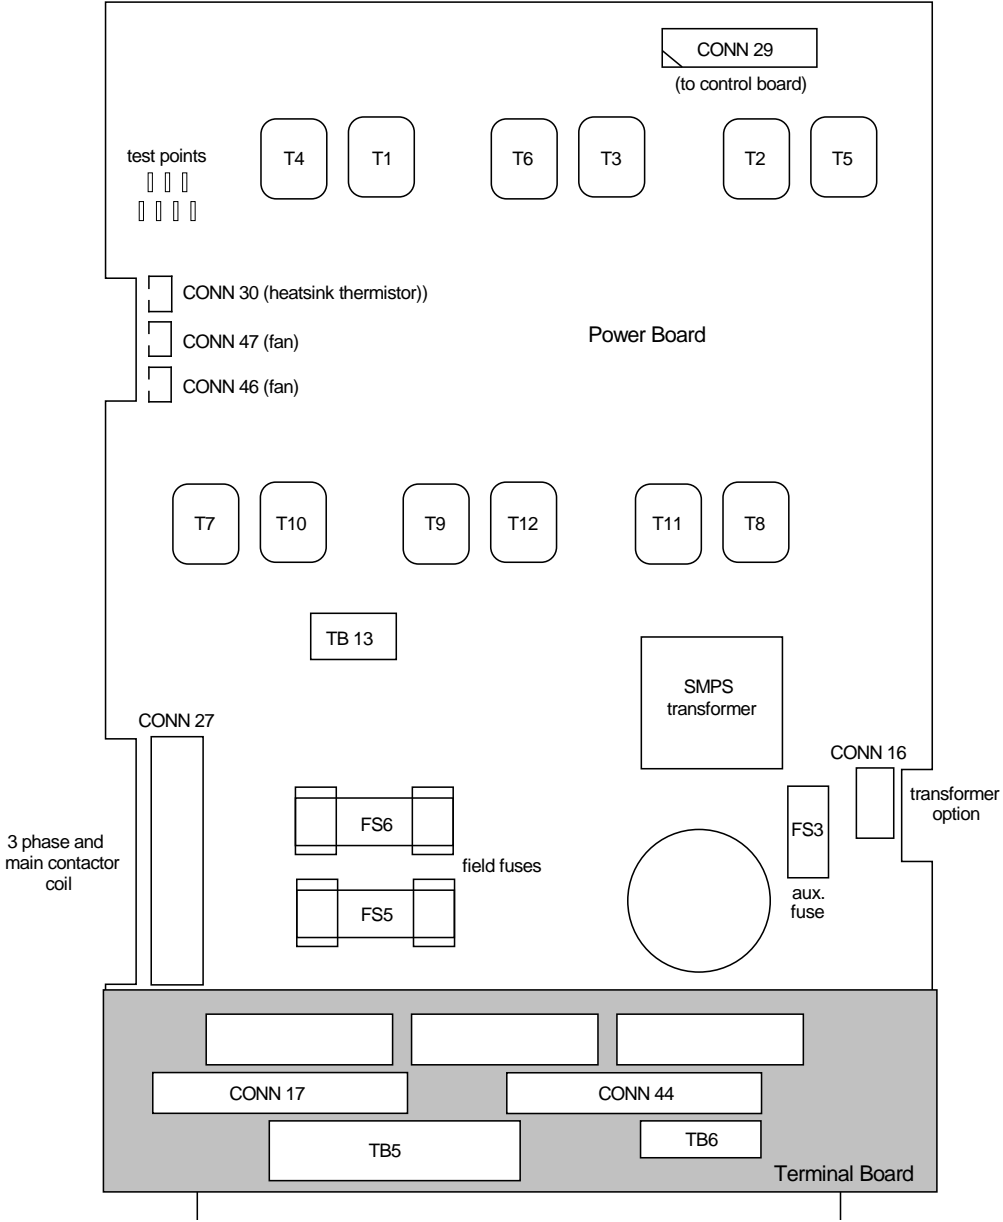 CONN 29
(to control board)
test points
T4
T1
T6
T3
T2
T5
CONN 30 (heatsink thermistor))
CONN 47 (fan)
CONN 46 (fan)
Power Board
T7
T10
T9
T12
T11
T8
TB 13
SMPS
transformer
CONN 27
CONN 16
transformer
option
3 phase and
main contactor
coil
FS6
FS3
field fuses
FS5
aux.
fuse
CONN 17
CONN 44
TB5
TB6
Terminal Board